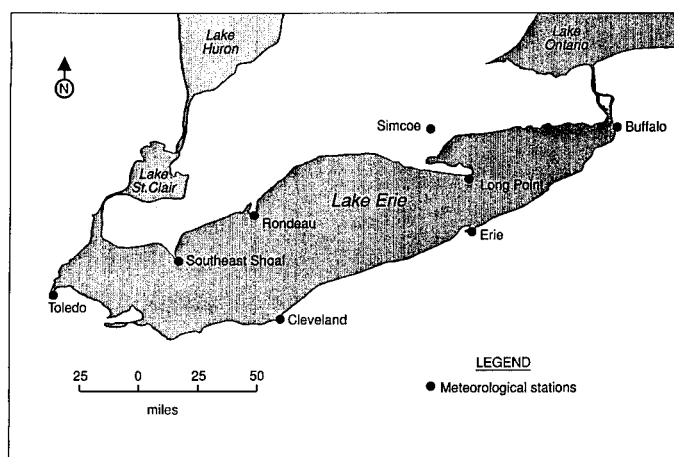 Lake
Huron
Lake
Ontario
N
Simcoe
Buffalo
Lake
St.Clair
Long Point
Lake Erie
Rondeau
Erie
Southeast Shoal
Toledo
Cleveland
LEGEND
Meteorological stations
25 0 25 50
miles